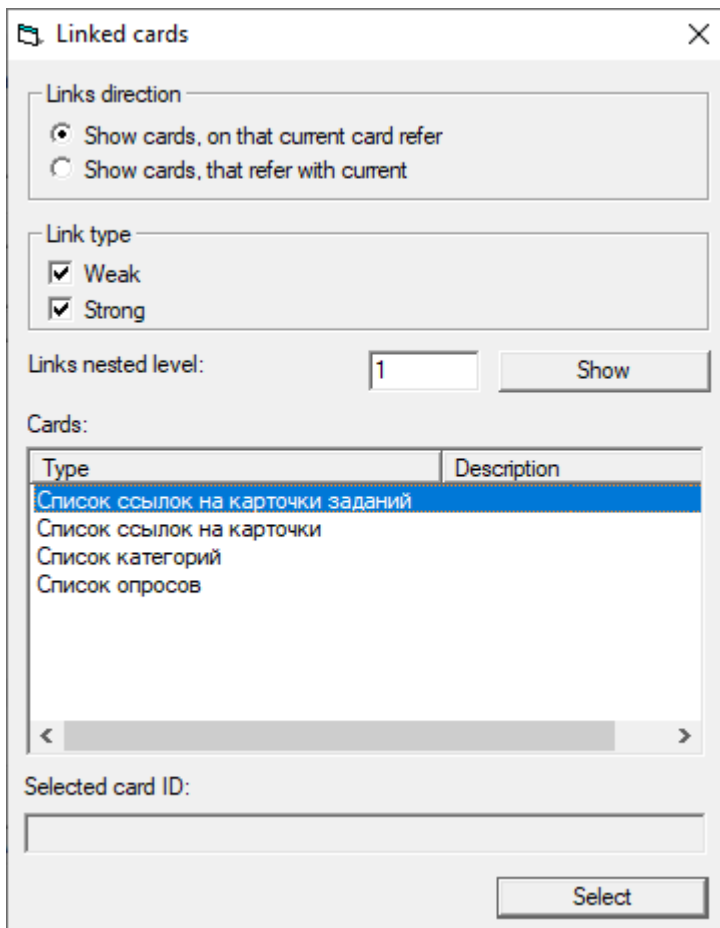 Linked cards
Links direction
Show cards, on that current card refer
Show cards, that refer with current
Link type
Weak
Strong
Links nested level: 1 Show
Cards:
Type Description
Список ссылок на карточки заданий
Список ссылок на карточки
Список категорий
Список опросов
Selected card ID:
Select